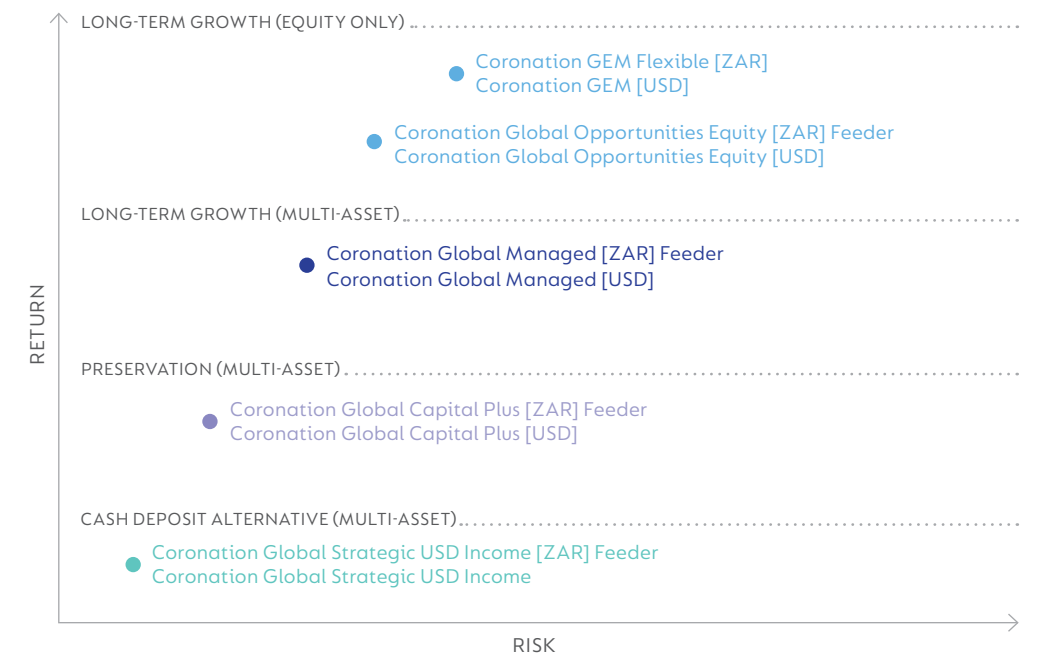 LONG-TERM GROWTH (EQUITY ONLY)
Coronation GEM Flexible [ZAR]
Coronation GEM [USD]
Coronation Global Opportunities Equity [ZAR] Feeder
Coronation Global Opportunities Equity [USD]
LONG-TERM GROWTH (MULTI-ASSET)
Coronation Global Managed [ZAR] Feeder
Coronation Global Managed [USD]
RETURN
PRESERVATION (MULTI-ASSET)
Coronation Global Capital Plus [ZAR] Feeder
Coronation Global Capital Plus [USD]
CASH DEPOSIT ALTERNATIVE (MULTI-ASSET)
Coronation Global Strategic USD Income [ZAR] Feeder
Coronation Global Strategic USD Income
RISK